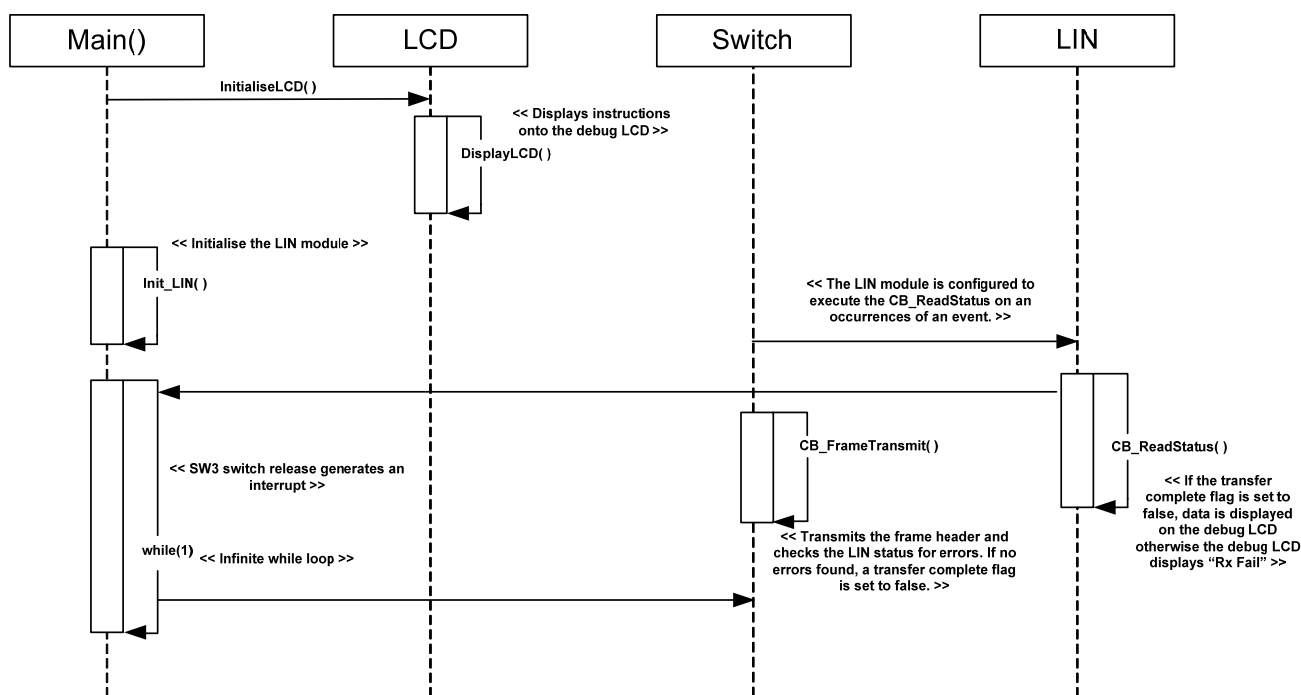 Main()
LCD
Switch
LIN
InitialiseLCD( )
<< Displays instructions
onto the debug LCD >>
DisplayLCD( )
<< Initialise the LIN module >>
Init_LIN( )
<< The LIN module is configured to
execute the CB_ReadStatus on an
occurrences of an event. >>
CB_FrameTransmit( )
CB_ReadStatus( )
<< SW3 switch release generates an
interrupt >>
<< If the transfer
complete flag is set to
false, data is displayed
on the debug LCD
otherwise the debug LCD
displays “Rx Fail” >>
<< Transmits the frame header and
checks the LIN status for errors. If no
errors found, a transfer complete flag
is set to false. >>
while(1)
<< Infinite while loop >>